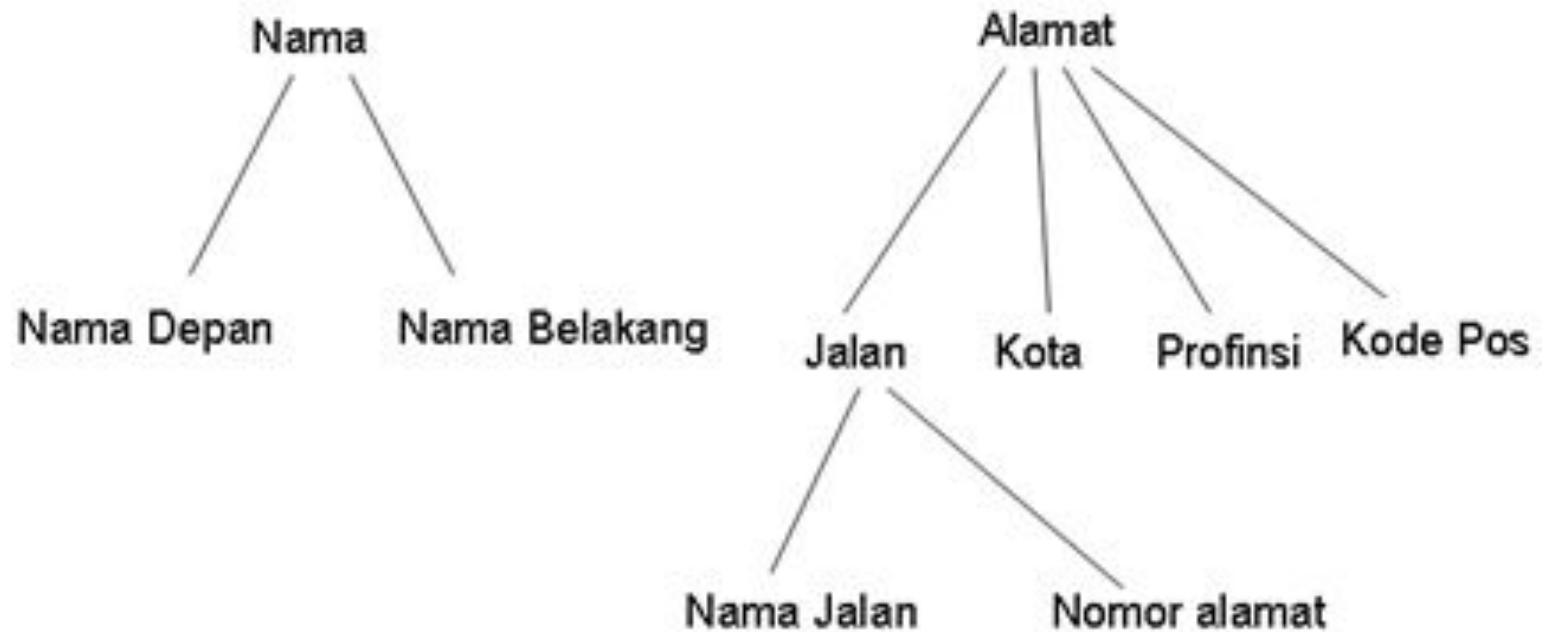 Nama
Alamat
Nama Depan
Nama Belakang
Jalan
Kota
Profinsi
Kode Pos
Nama Jalan
Nomor alamat